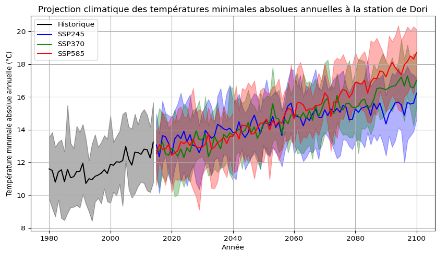 Projection climatique des températures minimales absolues annuelles à la station de Dori
Historique
SSP245
SSP370
SSP585
Température minimale absolue annuelle (°C)
20
18
16
14
12
10
8
1980
2000
2020
2040
2060
2080
2100
Année